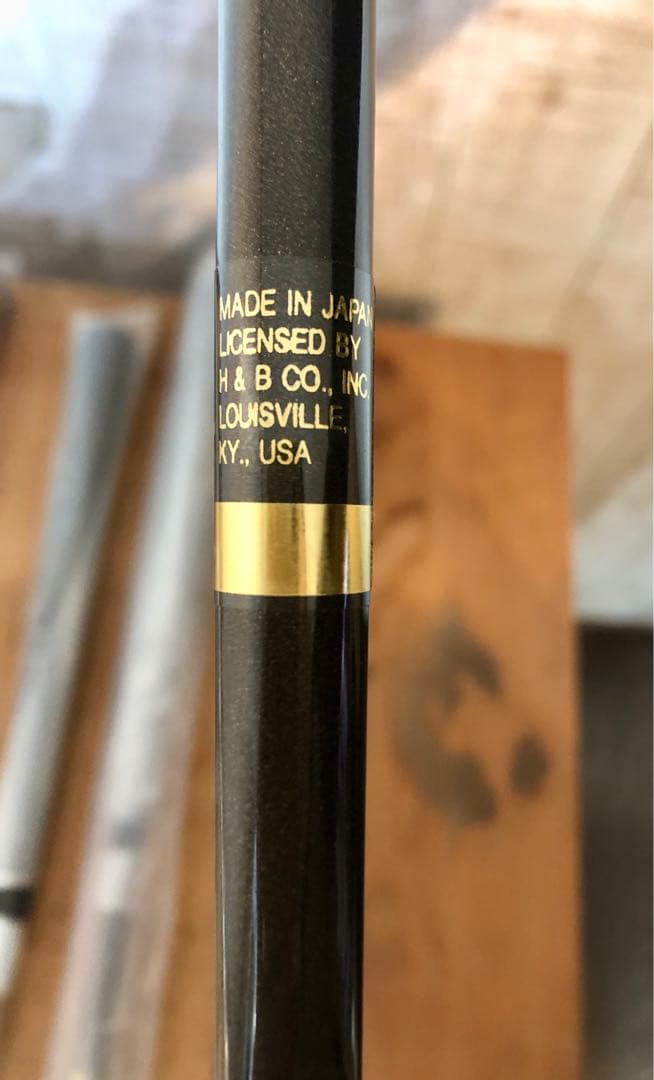 MADE IN JAPAN
LICENSED BY
H & B CO., INC.
LOUISVILLE,
KY., USA